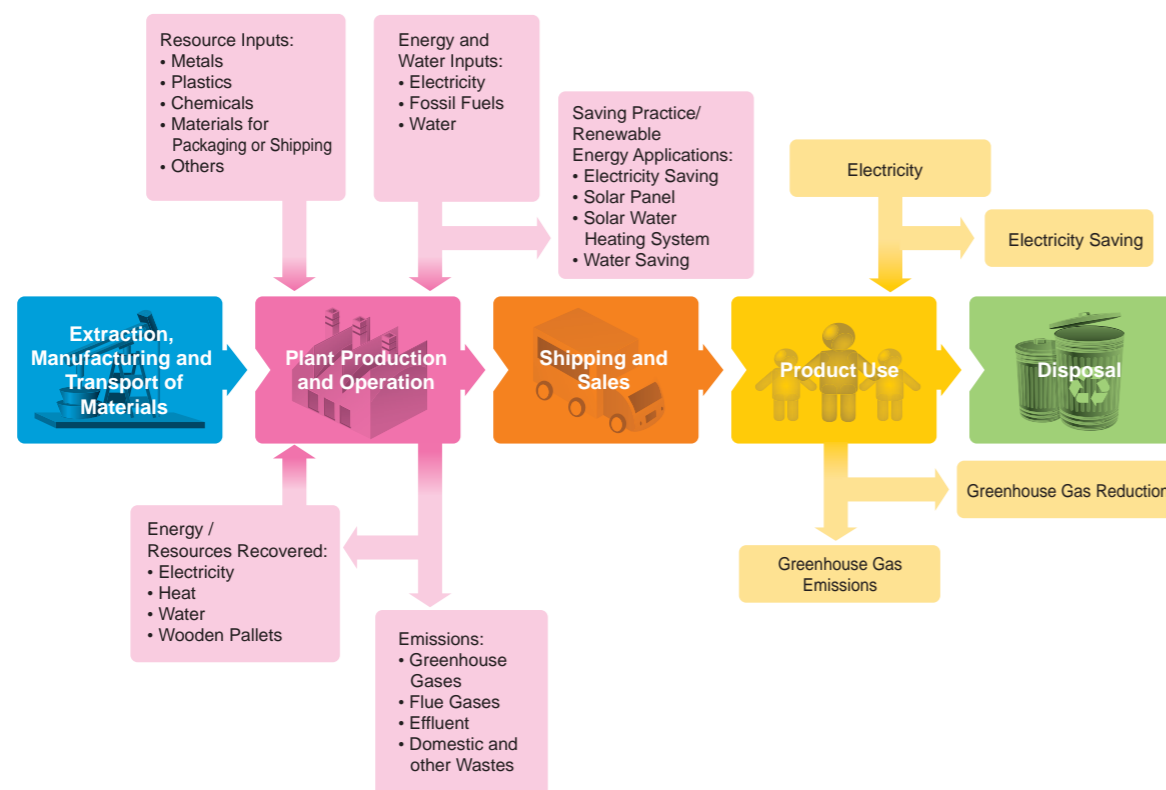 Resource Inputs:
• Metals
• Plastics
• Chemicals
• Materials for
Packaging or Shipping
• Others
Energy and
Water Inputs:
• Electricity
• Fossil Fuels
• Water
Saving Practice/
Renewable
Energy Applications:
• Electricity Saving
• Solar Panel
• Solar Water
Heating System
• Water Saving
Electricity
Electricity Saving
Extraction,
Manufacturing and
Transport of
Materials
Plant Production
and Operation
Shipping and
Sales
Product Use
Disposal
Energy /
Resources Recovered:
• Electricity
• Heat
• Water
• Wooden Pallets
Emissions:
• Greenhouse
Gases
• Flue Gases
• Effluent
• Domestic and
other Wastes
Greenhouse Gas
Emissions
Greenhouse Gas Reduction